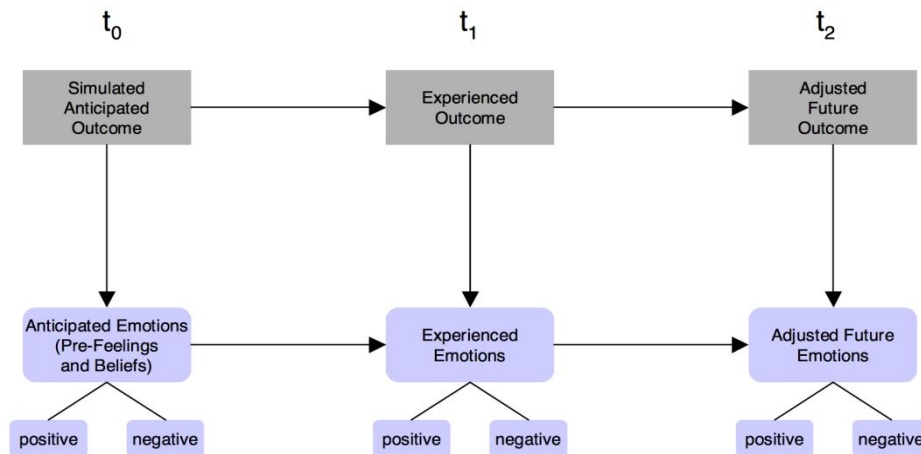 t0
t1
t2
Simulated
Anticipated
Outcome
Experienced
Outcome
Adjusted
Future
Outcome
Anticipated Emotions
(Pre-Feelings
and Beliefs)
Experienced
Emotions
Adjusted Future
Emotions
positive
negative
positive
negative
positive
negative